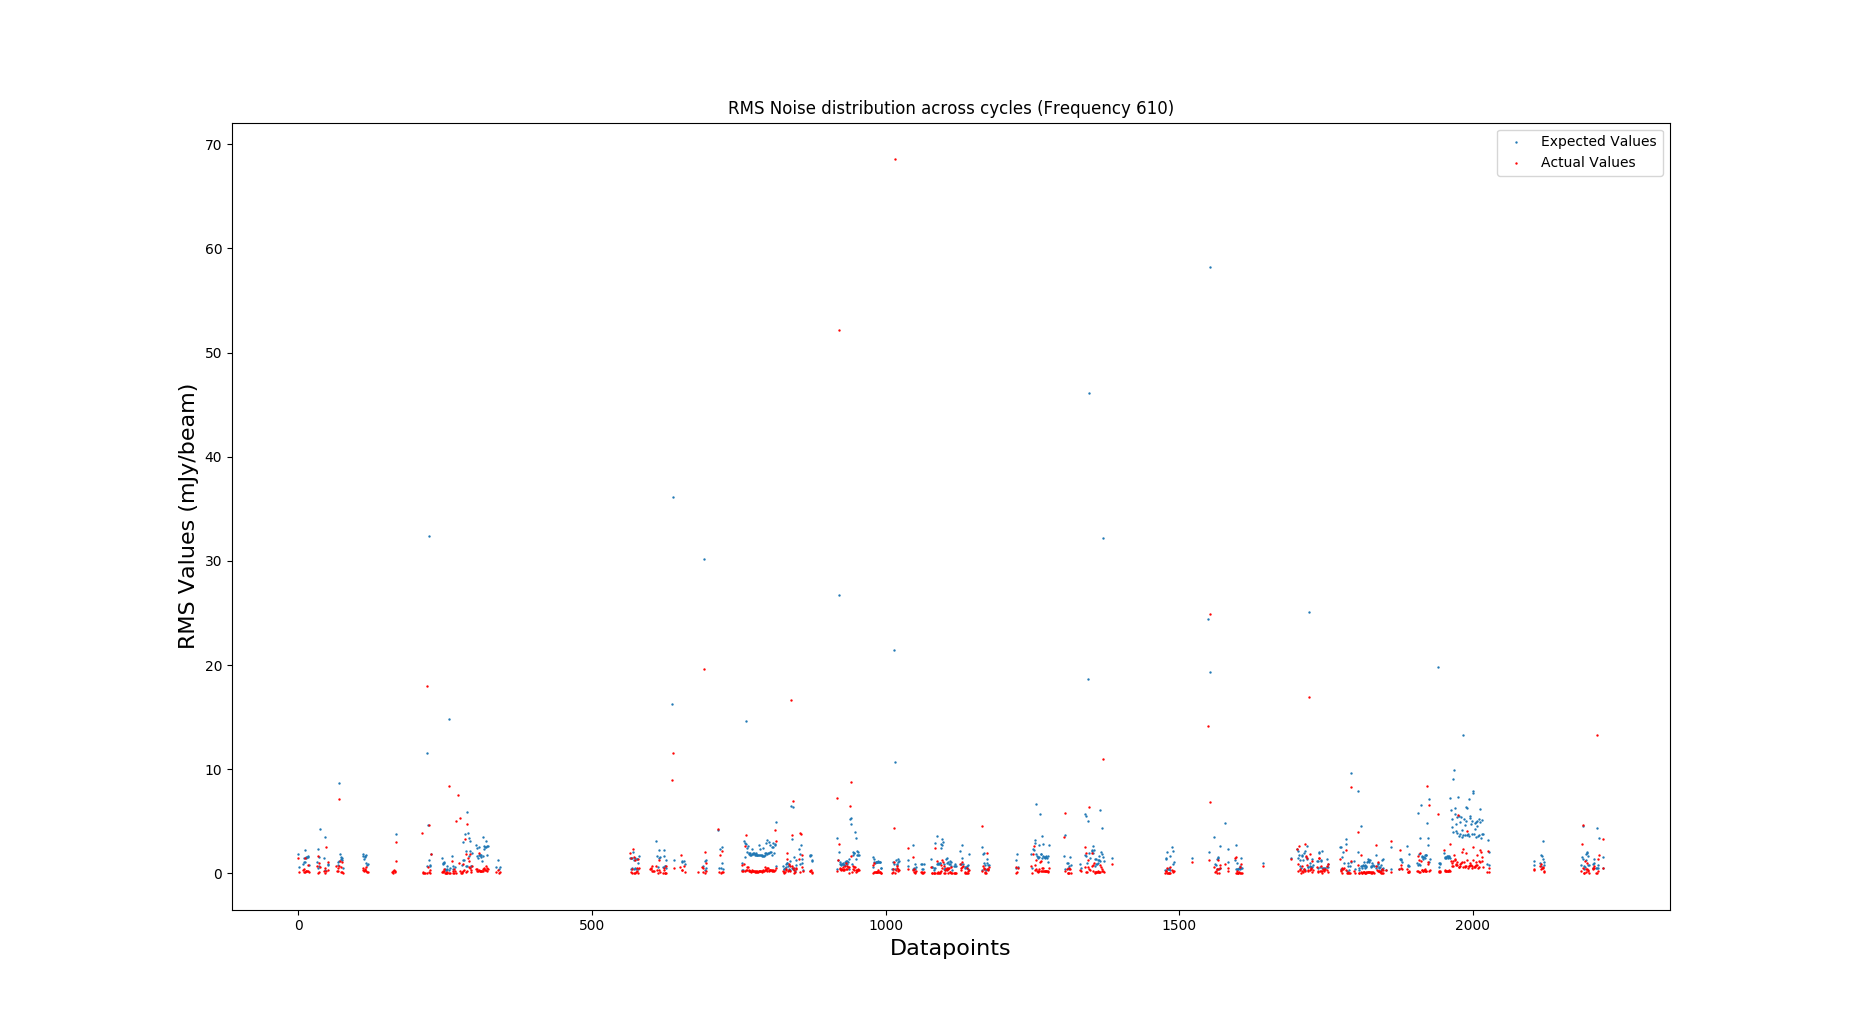 RMS Noise distribution across cycles (Frequency 610)
Expected Values
Actual Values
70
60
50
40
30
20
10
0
RMS Values (mJy/beam)
0 500 1000 1500 2000
Datapoints